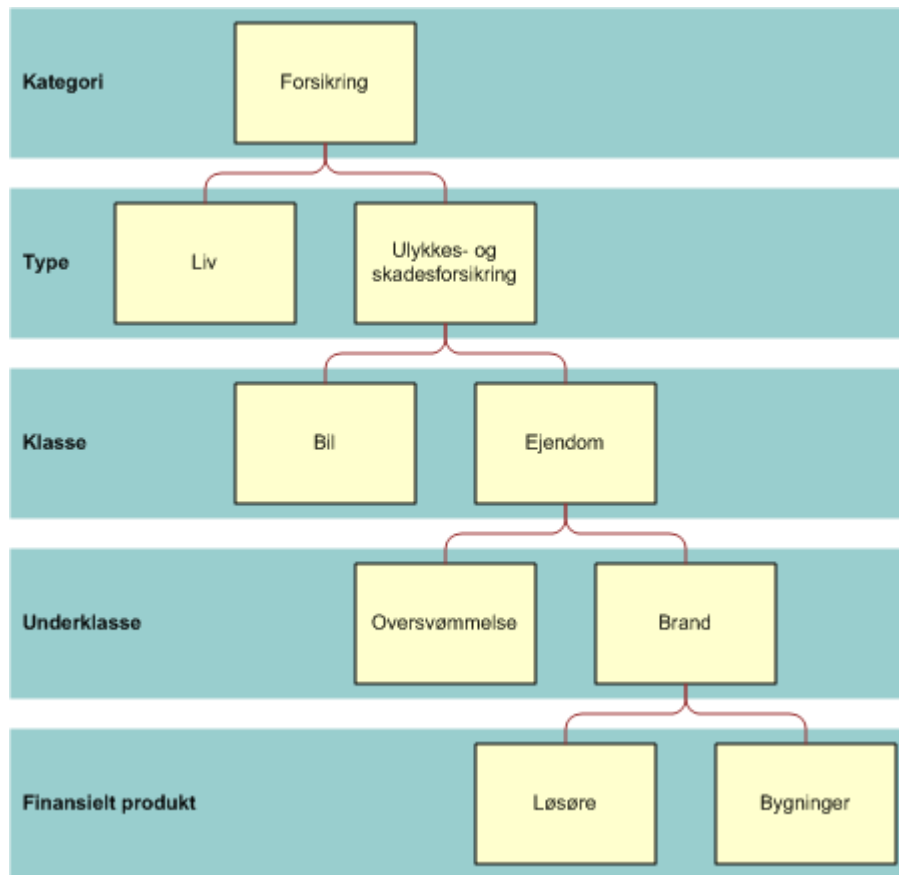 Kategori
Forsikring
Type
Liv
Ulykkes- og
skadesforsikring
Klasse
Bil
Ejendom
Underklasse
Oversvømmelse
Brand
Finansielt produkt
Løsøre
Bygninger